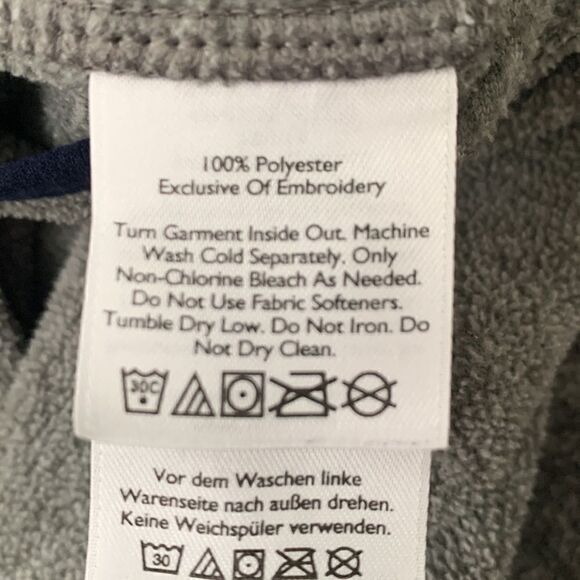 100% Polyester
Exclusive Of Embroidery
Turn Garment Inside Out. Machine
Wash Cold Separately. Only
Non-Chlorine Bleach As Needed.
Do Not Use Fabric Softeners.
Tumble Dry Low. Do Not Iron. Do
Not Dry Clean.
30C
Vor dem Waschen linke
Warenseite nach außen drehen.
Keine Weichspüler verwenden.
30